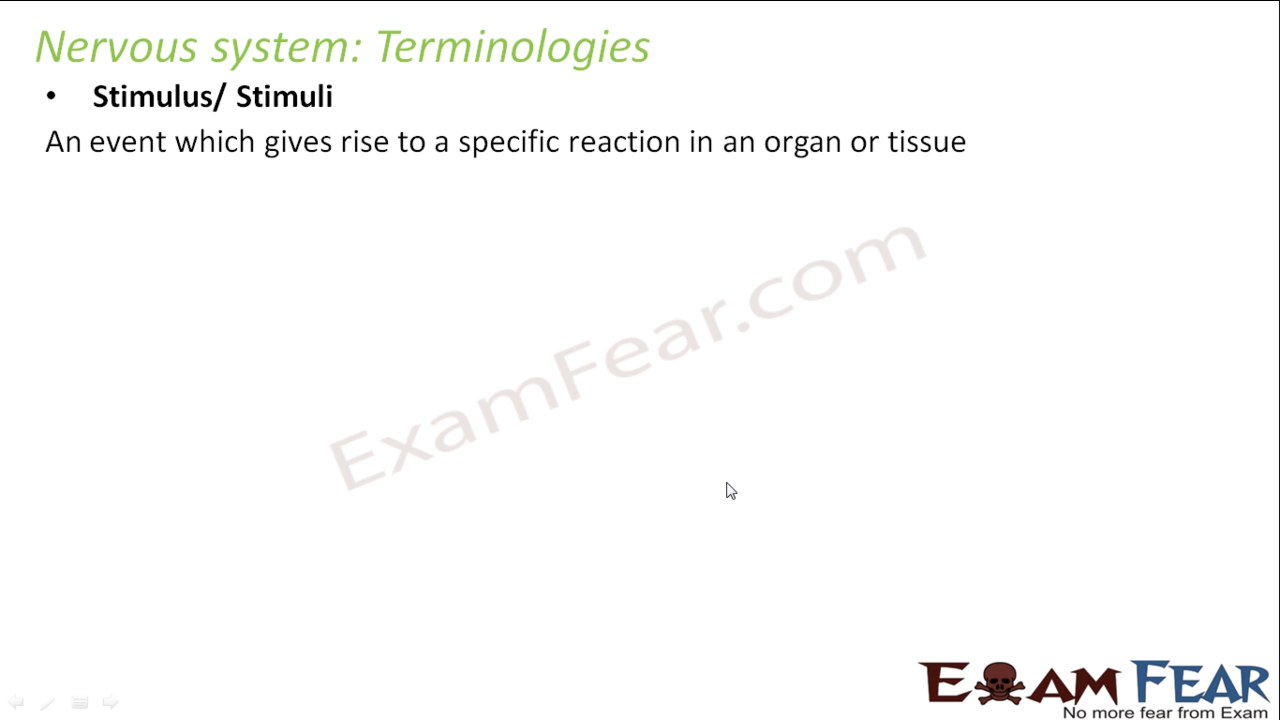 Nervous system: Terminologies
• Stimulus/ Stimuli
An event which gives rise to a specific reaction in an organ or tissue
ExamFear.com
EXAM FEAR
No more fear from Exam